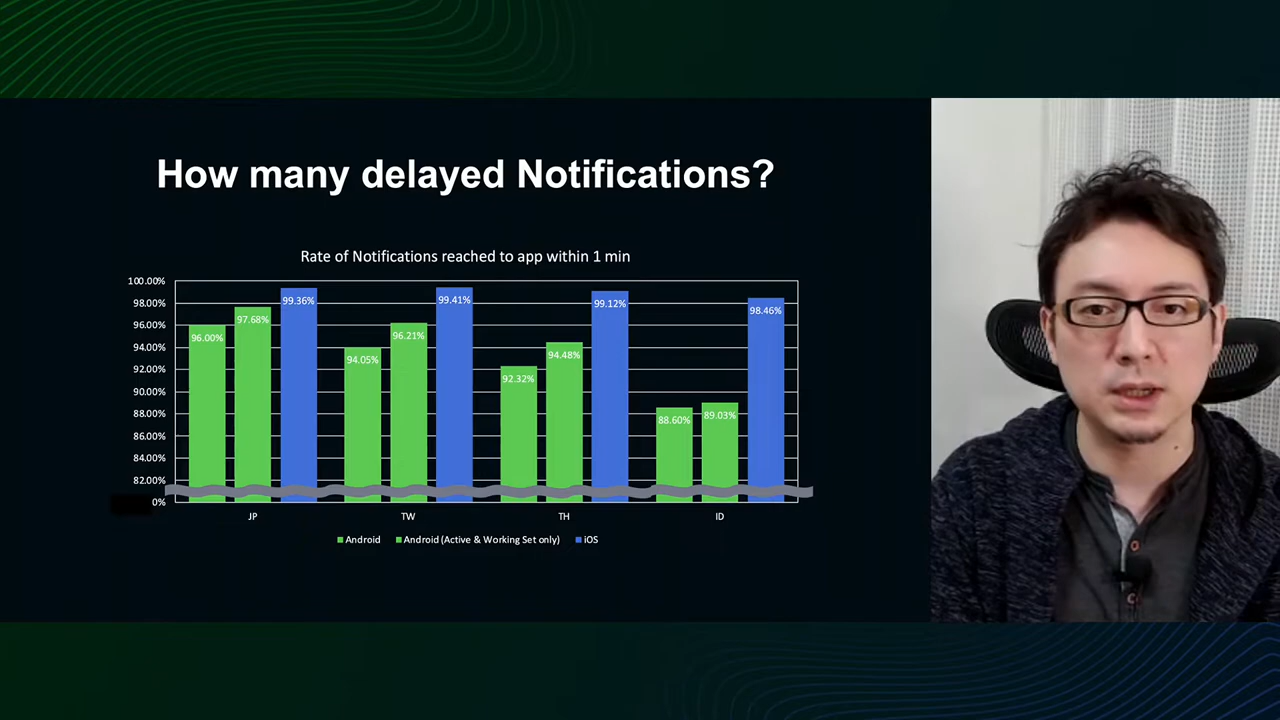 How many delayed Notifications?
Rate of Notifications reached to app within 1 min
100.00%
98.00%
96.00%
94.00%
92.00%
90.00%
88.00%
86.00%
84.00%
82.00%
0%
96.00%
97.68%
99.36%
94.05%
96.21%
99.41%
92.32%
94.48%
99.12%
88.60%
89.03%
98.46%
JP
TW
TH
ID
Android
Android (Active & Working Set only)
iOS